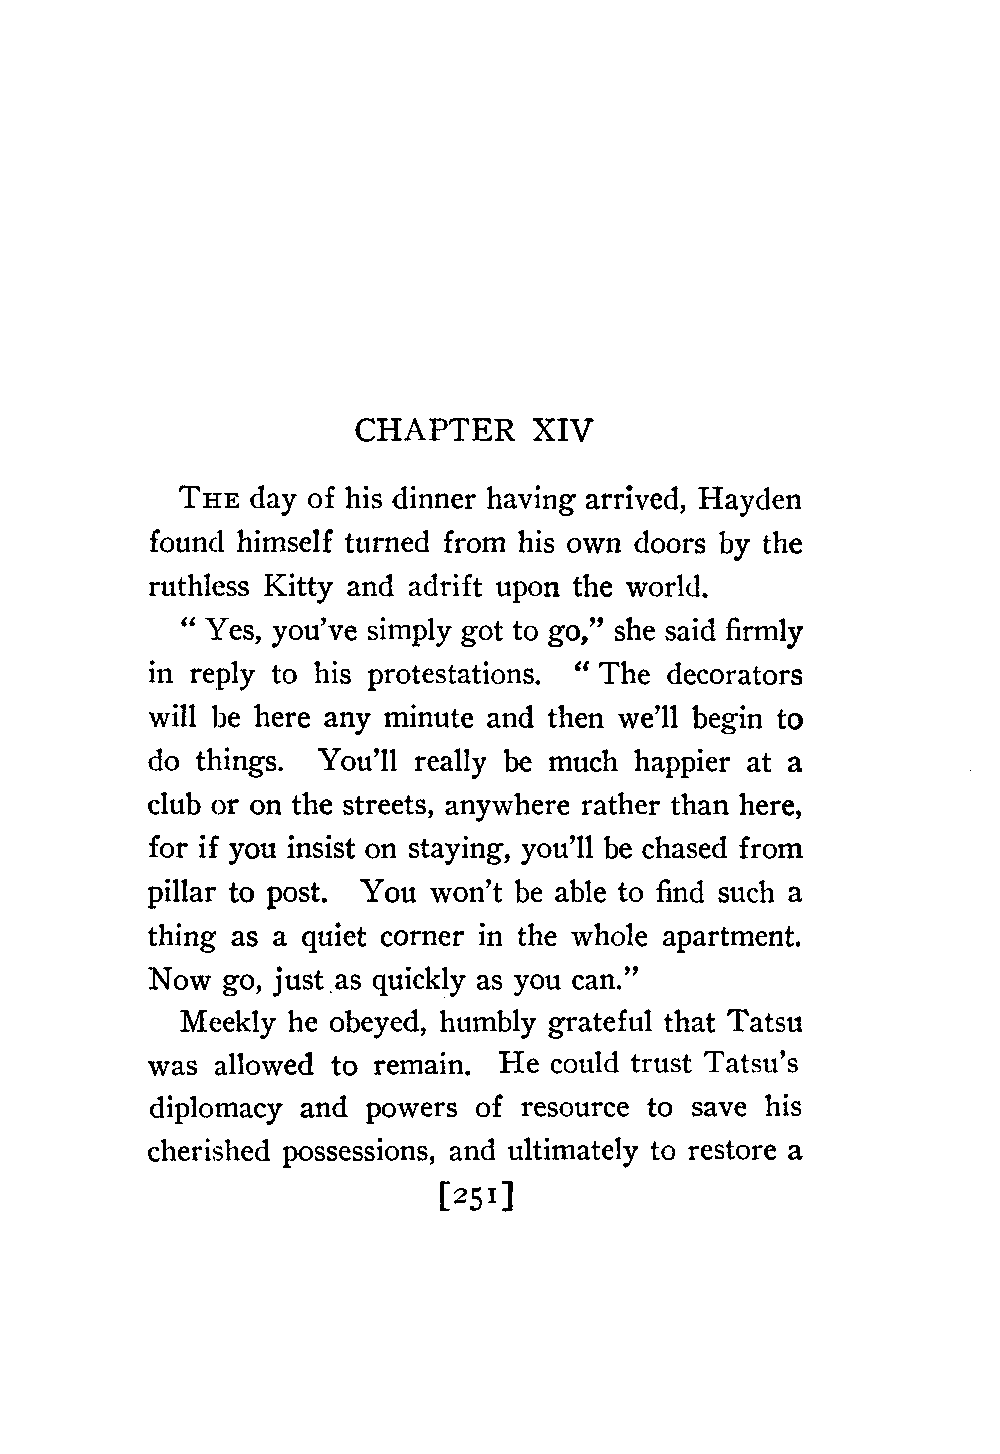 CHAPTER XIV
THE day of his dinner having arrived, Hayden
found himself turned from his own doors by the
ruthless Kitty and adrift upon the world.
“ Yes, you’ve simply got to go,” she said firmly
in reply to his protestations. “ The decorators
will be here any minute and then we’ll begin to
do things. You’ll really be much happier at a
club or on the streets, anywhere rather than here,
for if you insist on staying, you’ll be chased from
pillar to post. You won’t be able to find such a
thing as a quiet corner in the whole apartment.
Now go, just as quickly as you can.”
Meekly he obeyed, humbly grateful that Tatsu
was allowed to remain. He could trust Tatsu’s
diplomacy and powers of resource to save his
cherished possessions, and ultimately to restore a
[251]